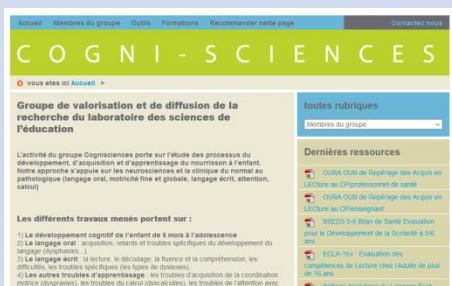 Accueil Membres du groupe Outils Formations Recommander cette page Contactez nous
COGNI-SCIENCES
vous etes ici Accueil >
Groupe de valorisation et de diffusion de la
recherche du laboratoire des sciences de
l'éducation
L'activité du groupe Cognisciences porte sur l'étude des processus du
développement, d'acquisition et d'apprentissage du nourrisson à l'enfant.
Notre approche s'appuie sur les neurosciences et la clinique du normal au
pathologique (langage oral, motricité fine et globale, langage écrit, attention,
calcul)
Les différents travaux menés portent sur :
1) Le développement cognitif de l'enfant de 6 mois à l'adolescence
2) Le langage oral : acquisition, retards et troubles spécifiques du développement du
langage (dysphasies...).
3) Le langage écrit : la lecture, le décodage, la fluence et la compréhension, les
difficultés, les troubles spécifiques (les types de dyslexies).
4) Les autres troubles d'apprentissage : les troubles d'acquisition de la coordination
motrice (dyspraxies), les troubles du calcul (dyscalculies), les troubles de l'attention avec
toutes rubriques
Membres du groupe
Dernières ressources
OURA OUtil de Repérage des Acquis en
LECture au CP/professionnel de santé
OURA OUtil de Repérage des Acquis en
LECture au CP/enseignant
BSEDS 5-6 Bilan de Santé Evaluation
pour le Développement de la Scolarité à 5/6
ans
ECLA-16+ : Evaluation des
compétences de Lecture chez l'Adulte de plus
de 16 ans